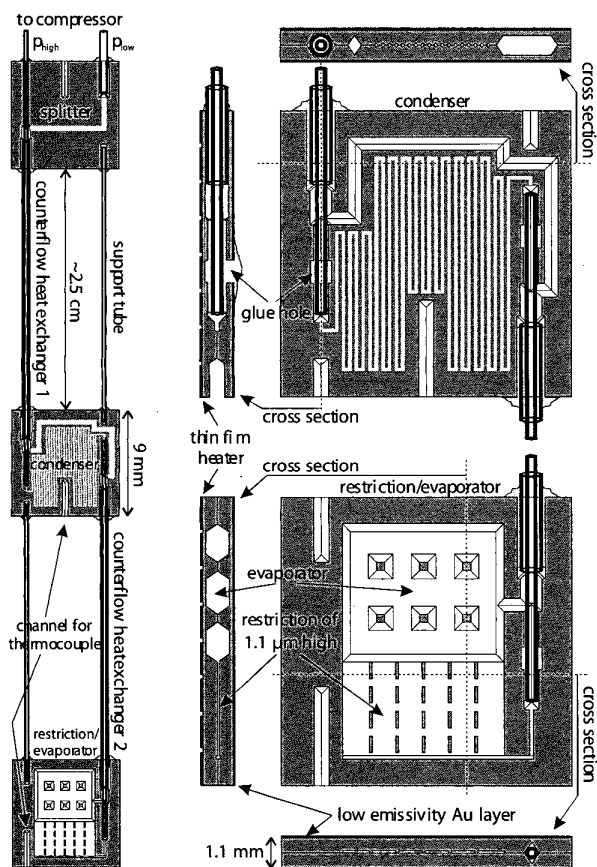 to compressor
phigh
plow
splitter
counterflow heat exchanger 1
~2.5 cm
support tube
condenser
9 mm
channel for
thermocouple
counterflow heatexchanger 2
restriction/
evaporator
cross section
condenser
glue hole
cross section
thin film
heater
cross section
restriction/evaporator
evaporator
restriction of
1.1 μm high
cross section
low emissivity Au layer
1.1 mm